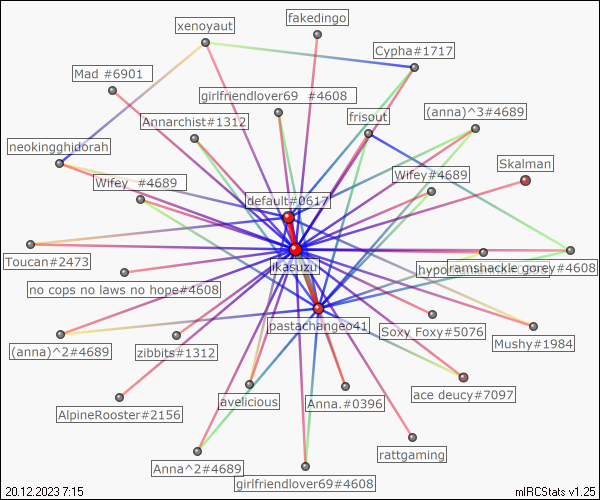 fakedingo
xenoyaut
Cypha#1717
Mad #6901
girlfriendlover69 #4608
(anna)^3#4689
Annarchist#1312
frisout
neokingghidorah
Skalman
Wifey #4689
Wifey#4689
default#0617
Toucan#2473
ikasuzu
ramshackle gorey#4608
no cops no laws no hope#4608
pastachangeo41
Soxy Foxy#5076
Mushy#1984
(anna)^2#4689
zibbits#1312
AlpineRooster#2156
avelicious
Anna.#0396
ace deucy#7097
rattgaming
Anna^2#4689
girlfriendlover69#4608
20.12.2023 7:15
mIRCStats v1.25